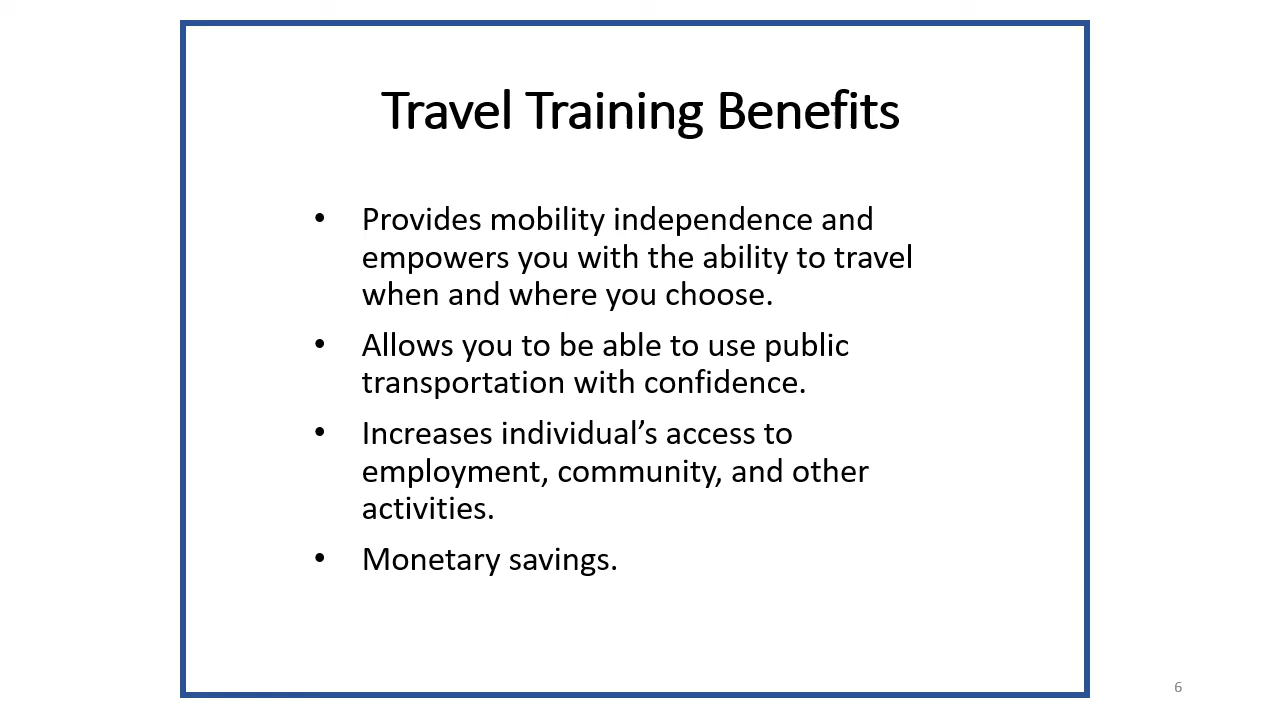 Travel Training Benefits
• Provides mobility independence and
empowers you with the ability to travel
when and where you choose.
• Allows you to be able to use public
transportation with confidence.
• Increases individual’s access to
employment, community, and other
activities.
• Monetary savings.
6